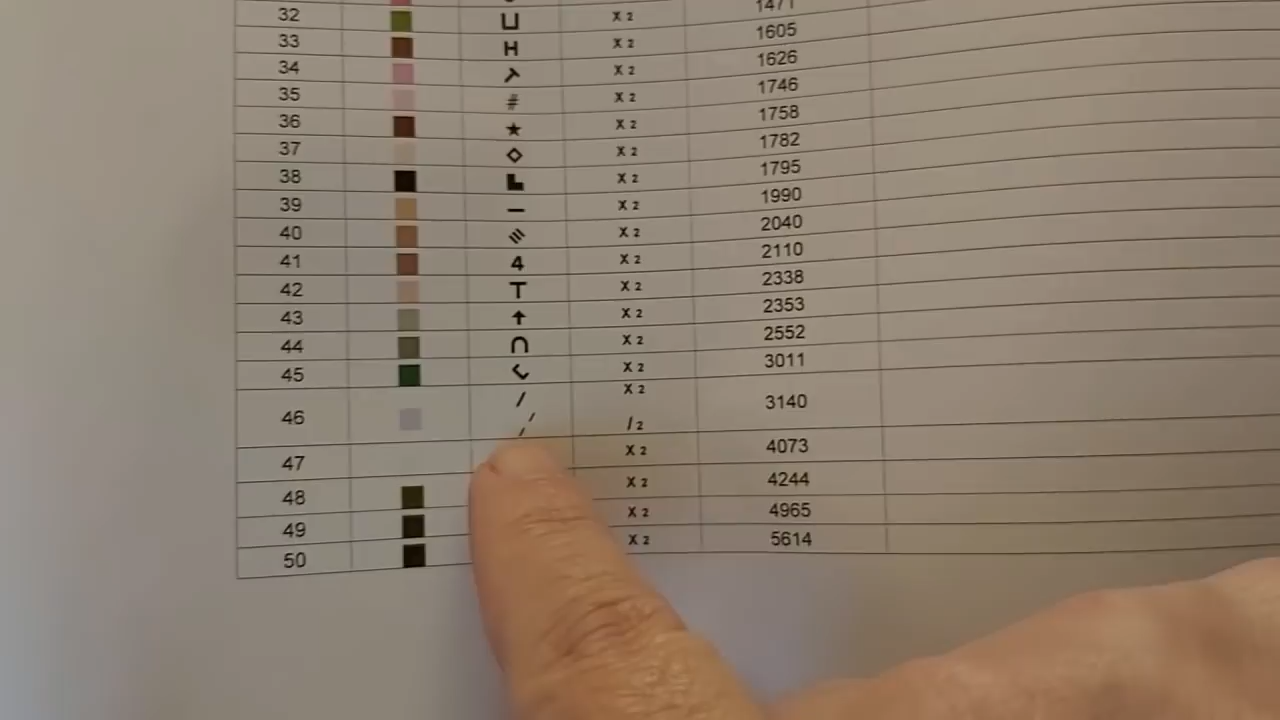 32 ⊔ X 2 1471
33 H X 2 1605
34 X 2 1626
35 # X 2 1746
36 ★ X 2 1758
37 ◇ X 2 1782
38 X 2 1795
39 – X 2 1990
40 X 2 2040
41 4 X 2 2110
42 T X 2 2338
43 ↑ X 2 2353
44 ∩ X 2 2552
45 X 2 3011
46 / X 2 3140
/ / 2
47 X 2 4073
48 X 2 4244
49 X 2 4965
50 X 2 5614